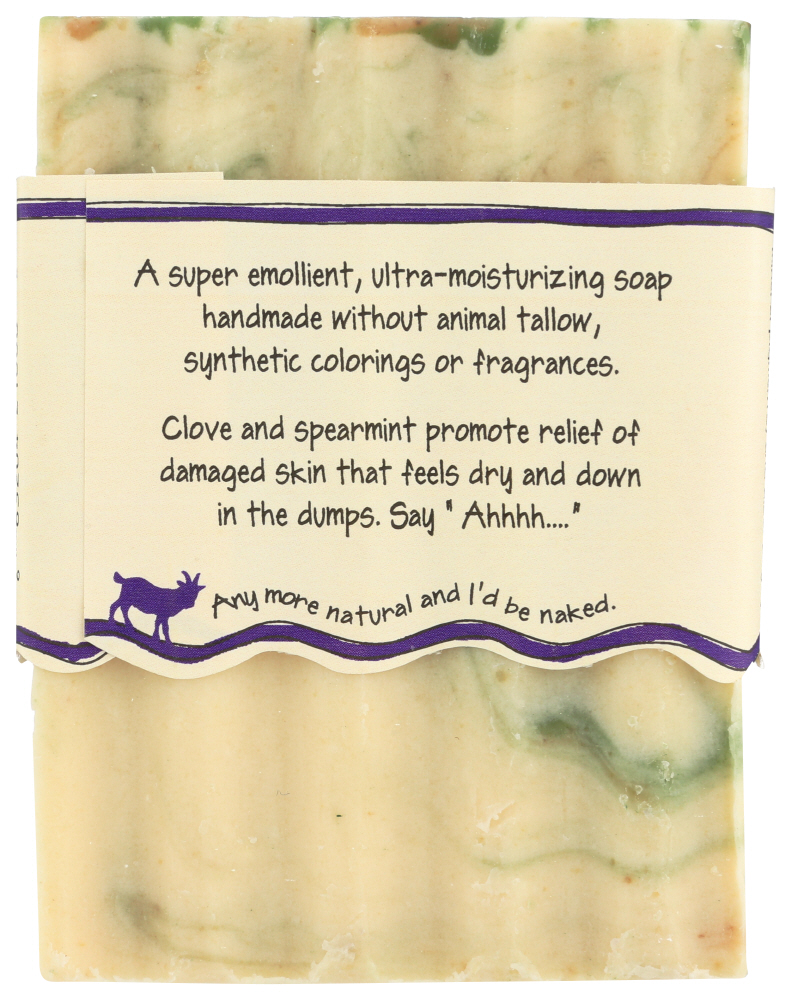 A super emollient, ultra-moisturizing soap
handmade without animal tallow,
synthetic colorings or fragrances.
Clove and spearmint promote relief of
damaged skin that feels dry and down
in the dumps. Say " Ahhhh...."
Any more natural and I'd be naked.